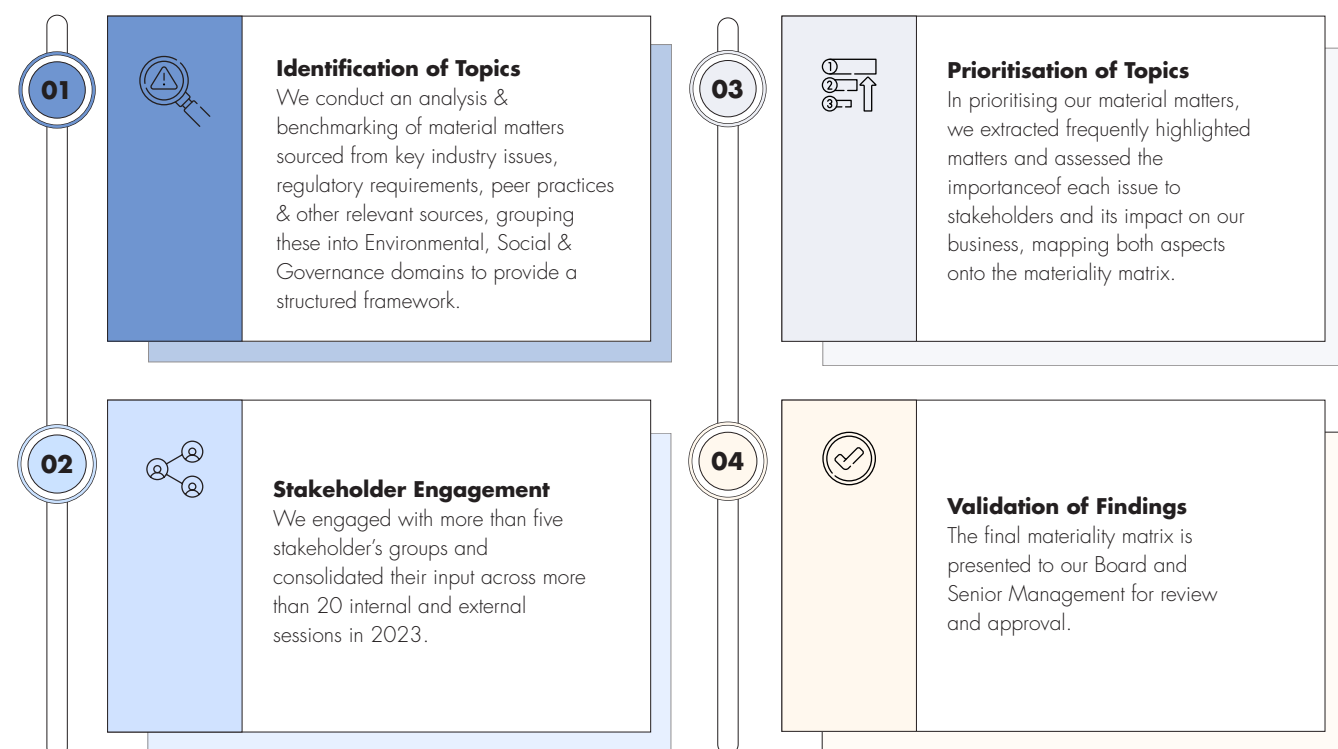 01
Identification of Topics
We conduct an analysis &
benchmarking of material matters
sourced from key industry issues,
regulatory requirements, peer practices
& other relevant sources, grouping
these into Environmental, Social &
Governance domains to provide a
structured framework.
02
Stakeholder Engagement
We engaged with more than five
stakeholder’s groups and
consolidated their input across more
than 20 internal and external
sessions in 2023.
03
1
2
3
Prioritisation of Topics
In prioritising our material matters,
we extracted frequently highlighted
matters and assessed the
importanceof each issue to
stakeholders and its impact on our
business, mapping both aspects
onto the materiality matrix.
04
Validation of Findings
The final materiality matrix is
presented to our Board and
Senior Management for review
and approval.